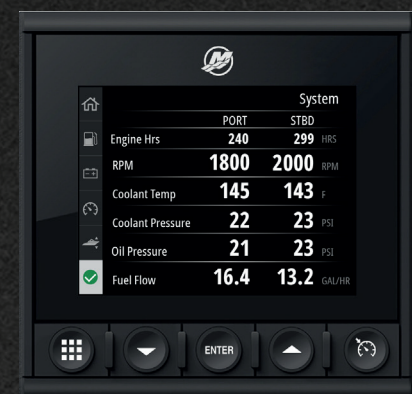 System
PORT STBD
Engine Hrs 240 299 HRS
RPM 1800 2000 RPM
Coolant Temp 145 143 F
Coolant Pressure 22 23 PSI
Oil Pressure 21 23 PSI
Fuel Flow 16.4 13.2 GAL/HR
ENTER